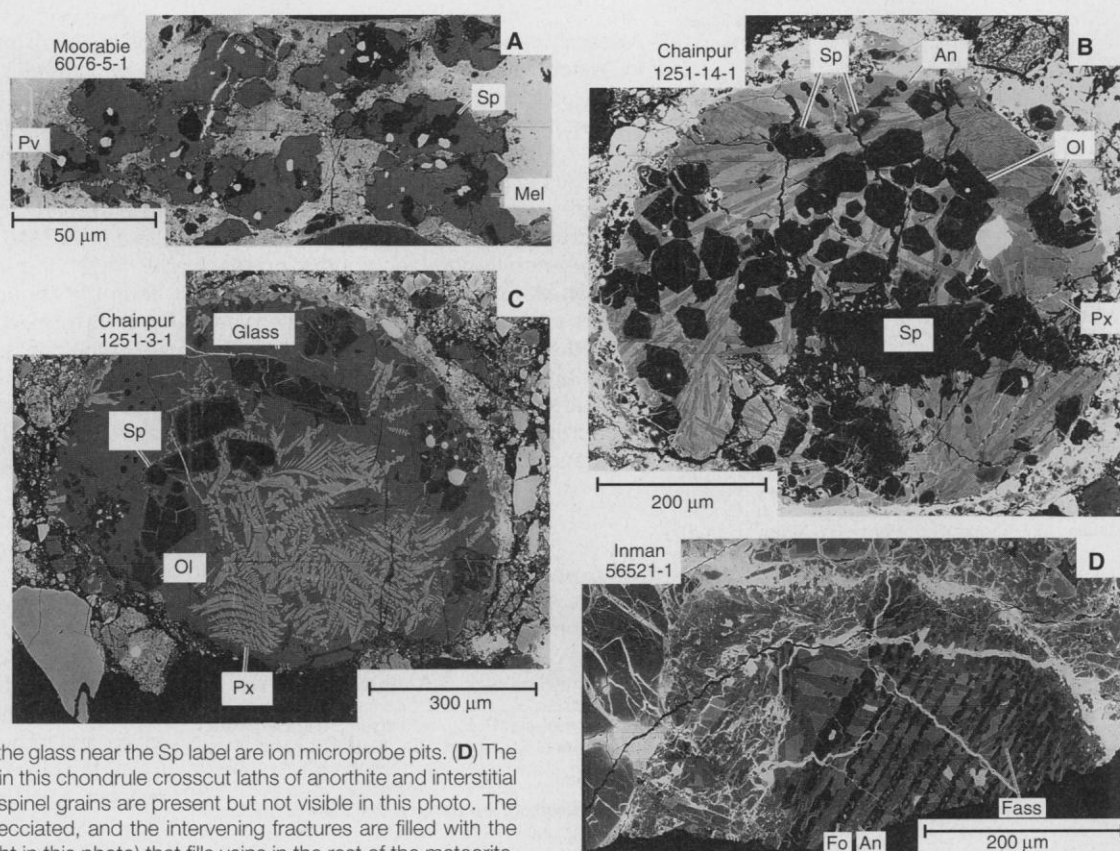 Moorabie
6076-5-1
A
Sp
Pv
Mel
50 µm
Chainpur
1251-14-1
B
Sp
An
Ol
Px
Sp
200 µm
Chainpur
1251-3-1
C
Glass
Sp
Ol
Px
300 µm
Inman
56521-1
D
Fass
Fo An
200 µm
the glass near the Sp label are ion microprobe pits. (D) The
in this chondrule crosscut laths of anorthite and interstitial
spinel grains are present but not visible in this photo. The
ecciated, and the intervening fractures are filled with the
ht in this photo) that fills veins in the rest of the meteorite.